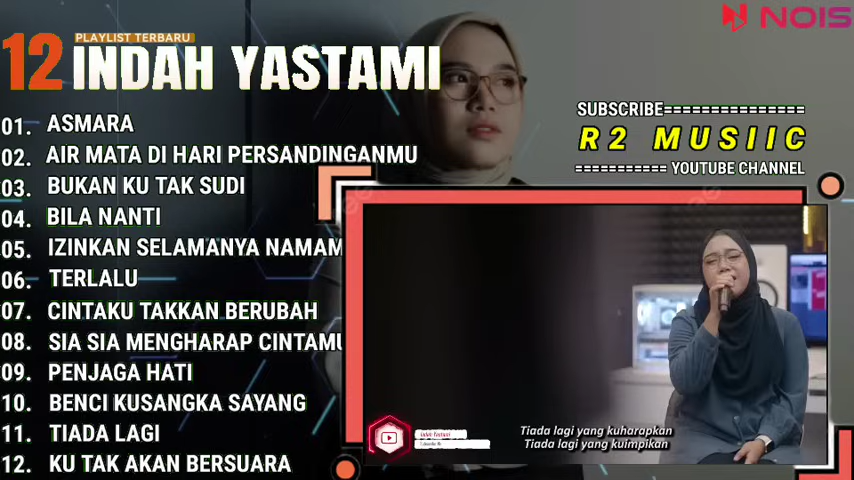 NOIS
12 PLAYLIST TERBARU
INDAH YASTAMI
SUBSCRIBE===============
R2 MUSIIC
=========== YOUTUBE CHANNEL
01. ASMARA
02. AIR MATA DI HARI PERSANDINGANMU
03. BUKAN KU TAK SUDI
04. BILA NANTI
05. IZINKAN SELAMANYA NAMAM
06. TERLALU
07. CINTAKU TAKKAN BERUBAH
08. SIA SIA MENGHARAP CINTAMU
09. PENJAGA HATI
10. BENCI KUSANGKA SAYANG
11. TIADA LAGI
12. KU TAK AKAN BERSUARA
Indah Yastami
Tiada lagi yang kuharapkan
Tiada lagi yang kuimpikan